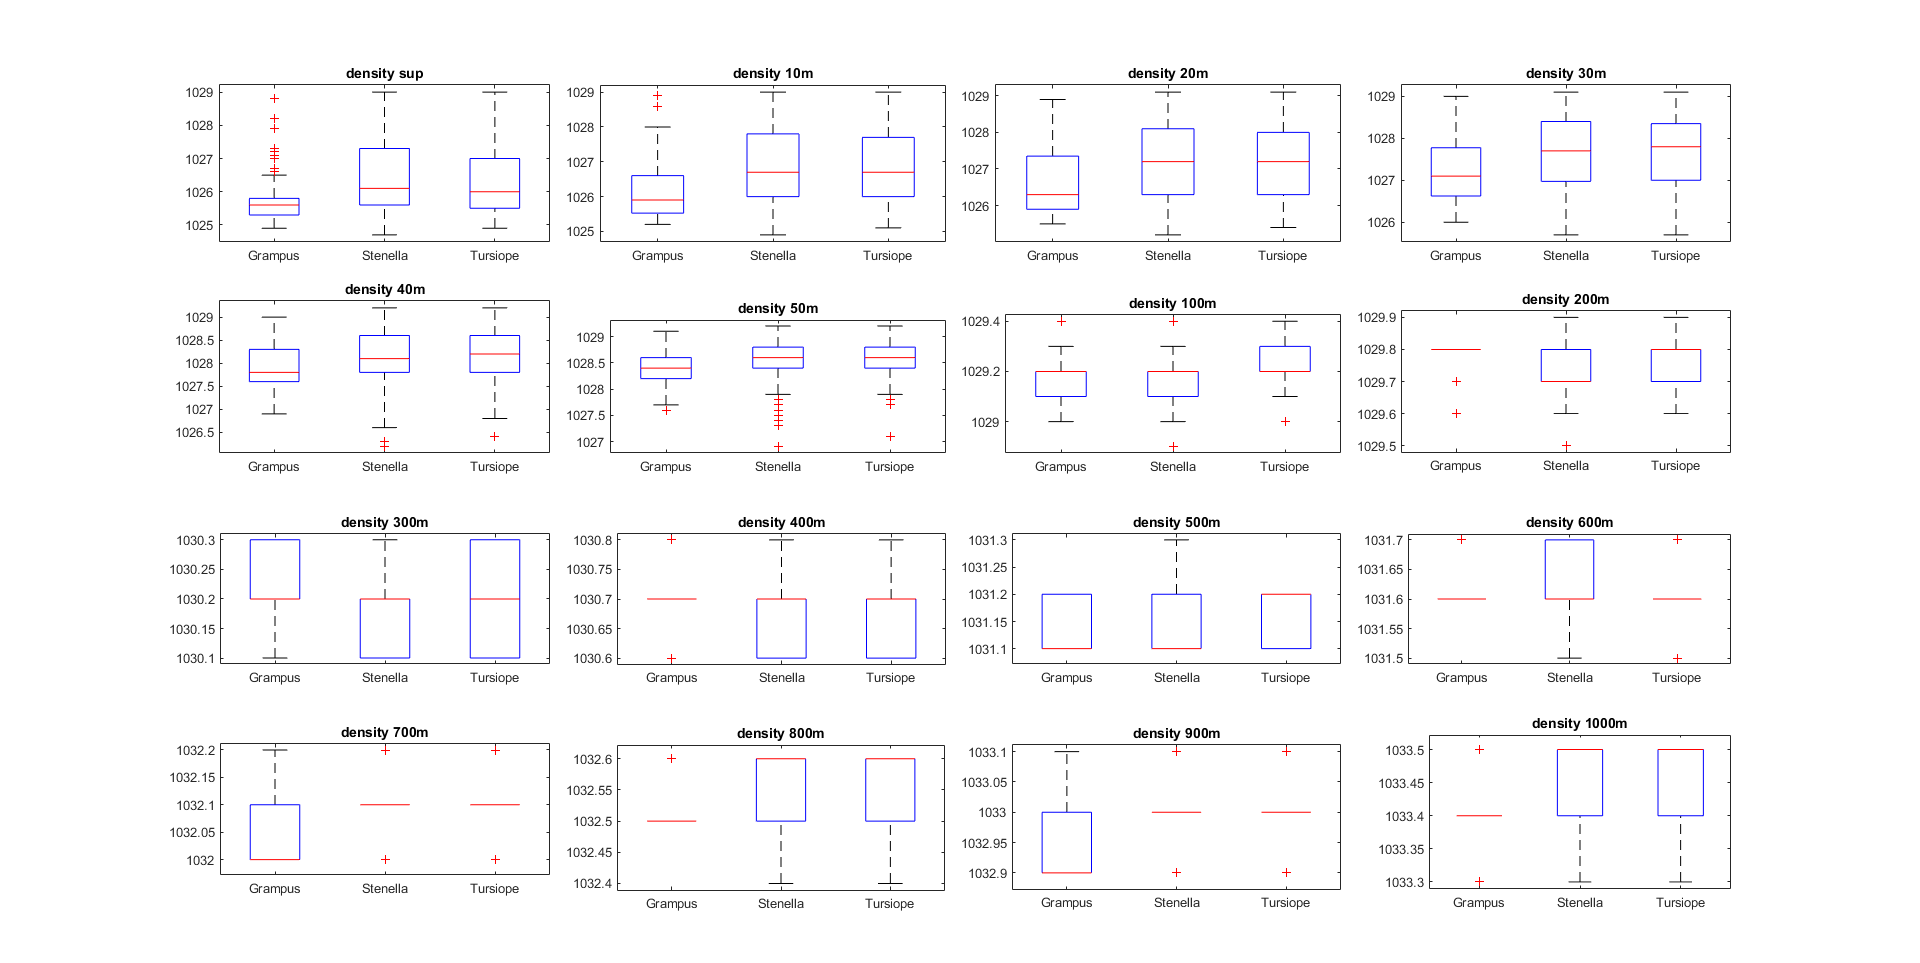 density sup
1029
1028
1027
1026
1025
Grampus Stenella Tursiope
density 10m
1029
1028
1027
1026
1025
Grampus Stenella Tursiope
density 20m
1029
1028
1027
1026
Grampus Stenella Tursiope
density 30m
1029
1028
1027
1026
Grampus Stenella Tursiope
density 40m
1029
1028.5
1028
1027.5
1027
1026.5
Grampus Stenella Tursiope
density 50m
1029
1028.5
1028
1027.5
1027
Grampus Stenella Tursiope
density 100m
1029.4
1029.2
1029
Grampus Stenella Tursiope
density 200m
1029.9
1029.8
1029.7
1029.6
1029.5
Grampus Stenella Tursiope
density 300m
1030.3
1030.25
1030.2
1030.15
1030.1
Grampus Stenella Tursiope
density 400m
1030.8
1030.75
1030.7
1030.65
1030.6
Grampus Stenella Tursiope
density 500m
1031.3
1031.25
1031.2
1031.15
1031.1
Grampus Stenella Tursiope
density 600m
1031.7
1031.65
1031.6
1031.55
1031.5
Grampus Stenella Tursiope
density 700m
1032.2
1032.15
1032.1
1032.05
1032
Grampus Stenella Tursiope
density 800m
1032.6
1032.55
1032.5
1032.45
1032.4
Grampus Stenella Tursiope
density 900m
1033.1
1033.05
1033
1032.95
1032.9
Grampus Stenella Tursiope
density 1000m
1033.5
1033.45
1033.4
1033.35
1033.3
Grampus Stenella Tursiope